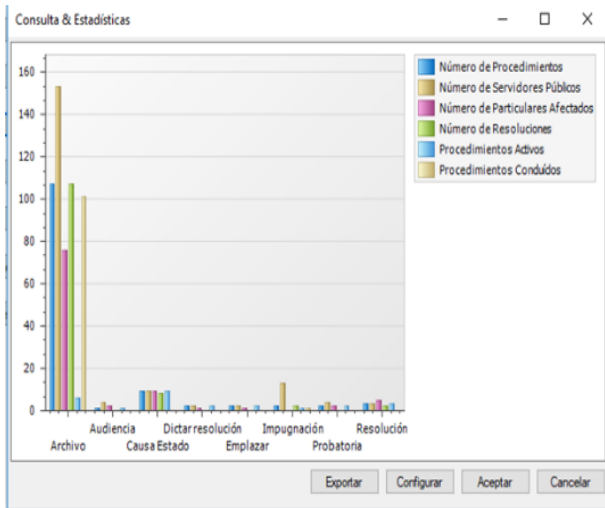 Consulta & Estadísticas
160
140
120
100
80
60
40
20
0
Audiencia
Dictar resolución
Impugnación
Resolución
Archivo
Causa Estado
Emplazar
Probatoria
Número de Procedimientos
Número de Servidores Públicos
Número de Particulares Afectados
Número de Resoluciones
Procedimientos Activos
Procedimientos Concluídos
Exportar
Configurar
Aceptar
Cancelar